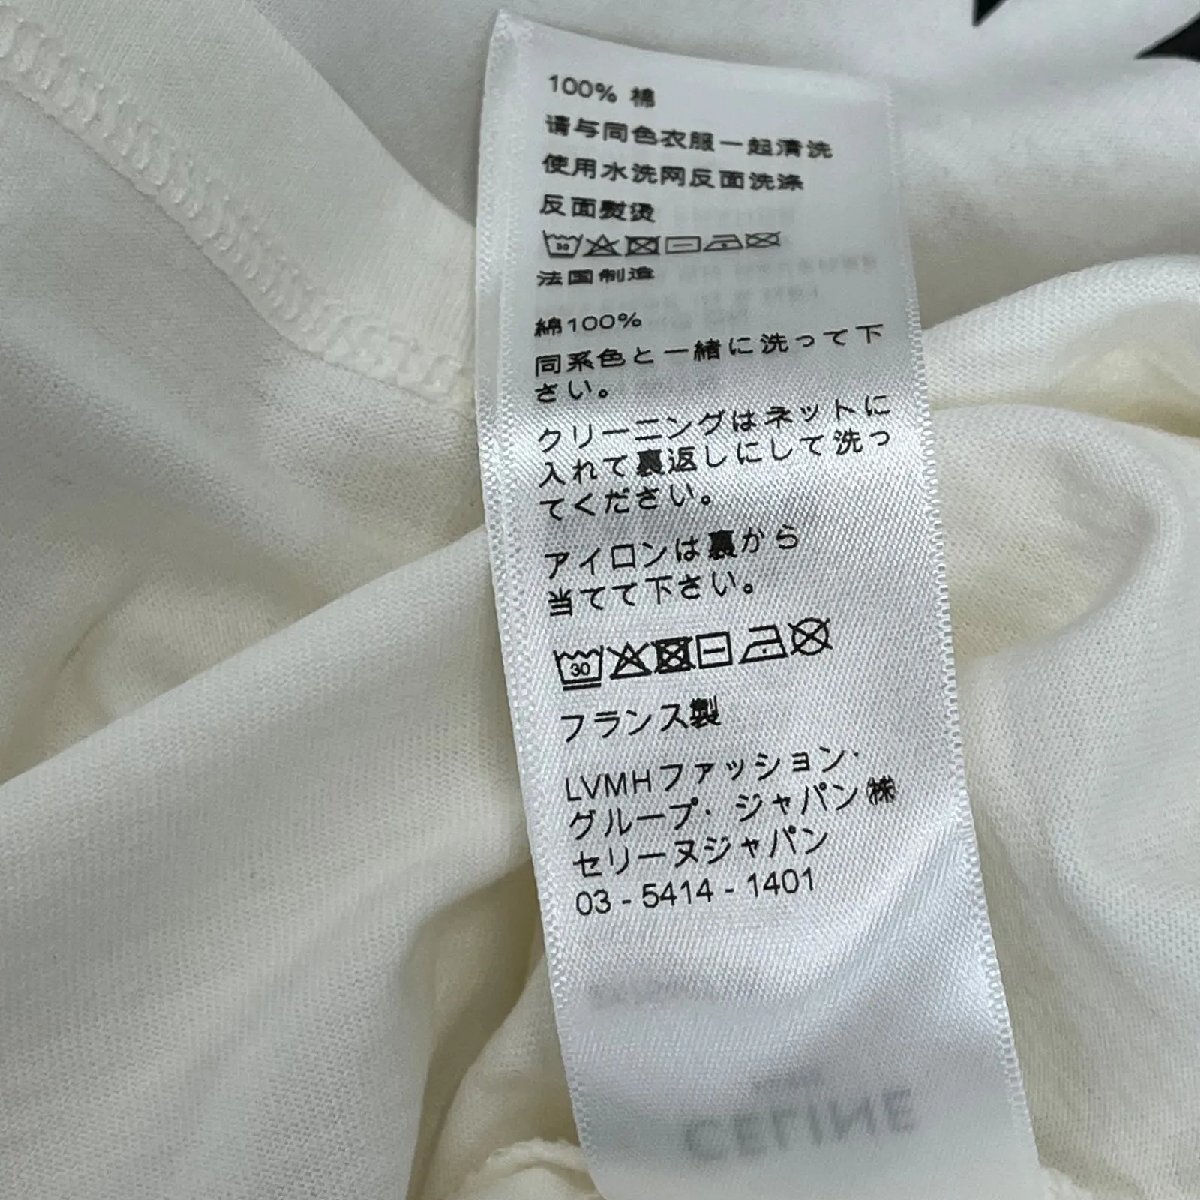 100% 棉
请与同色衣服一起清洗
使用水洗网反面洗涤
反面熨烫
30
法国制造
綿100%
同系色と一緒に洗って下
さい。
クリーニングはネットに
入れて裏返しにして洗っ
てください。
アイロンは裏から
当てて下さい。
30
フランス製
LVMHファッション·
グループ·ジャパン㈱
セリーヌジャパン
03-5414-1401
CELINE